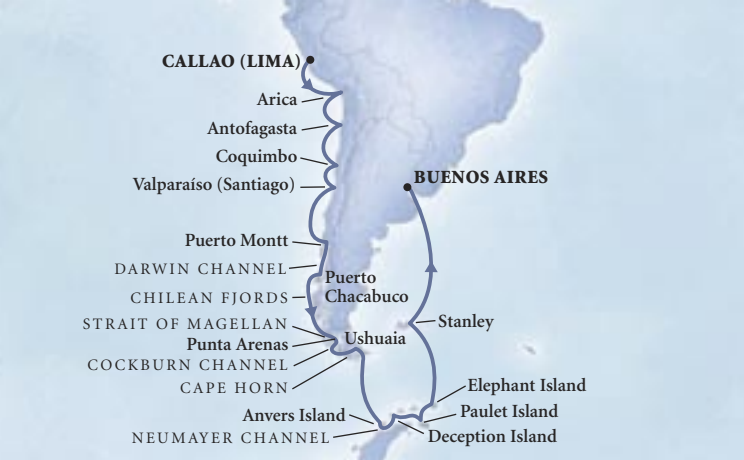 CALLAO (LIMA)
Arica
Antofagasta
Coquimbo
Valparaíso (Santiago)
BUENOS AIRES
Puerto Montt
DARWIN CHANNEL
Puerto
Chacabuco
CHILEAN FJORDS
STRAIT OF MAGELLAN
Stanley
Punta Arenas
Ushuaia
COCKBURN CHANNEL
CAPE HORN
Elephant Island
Anvers Island
Paulet Island
NEUMAYER CHANNEL
Deception Island